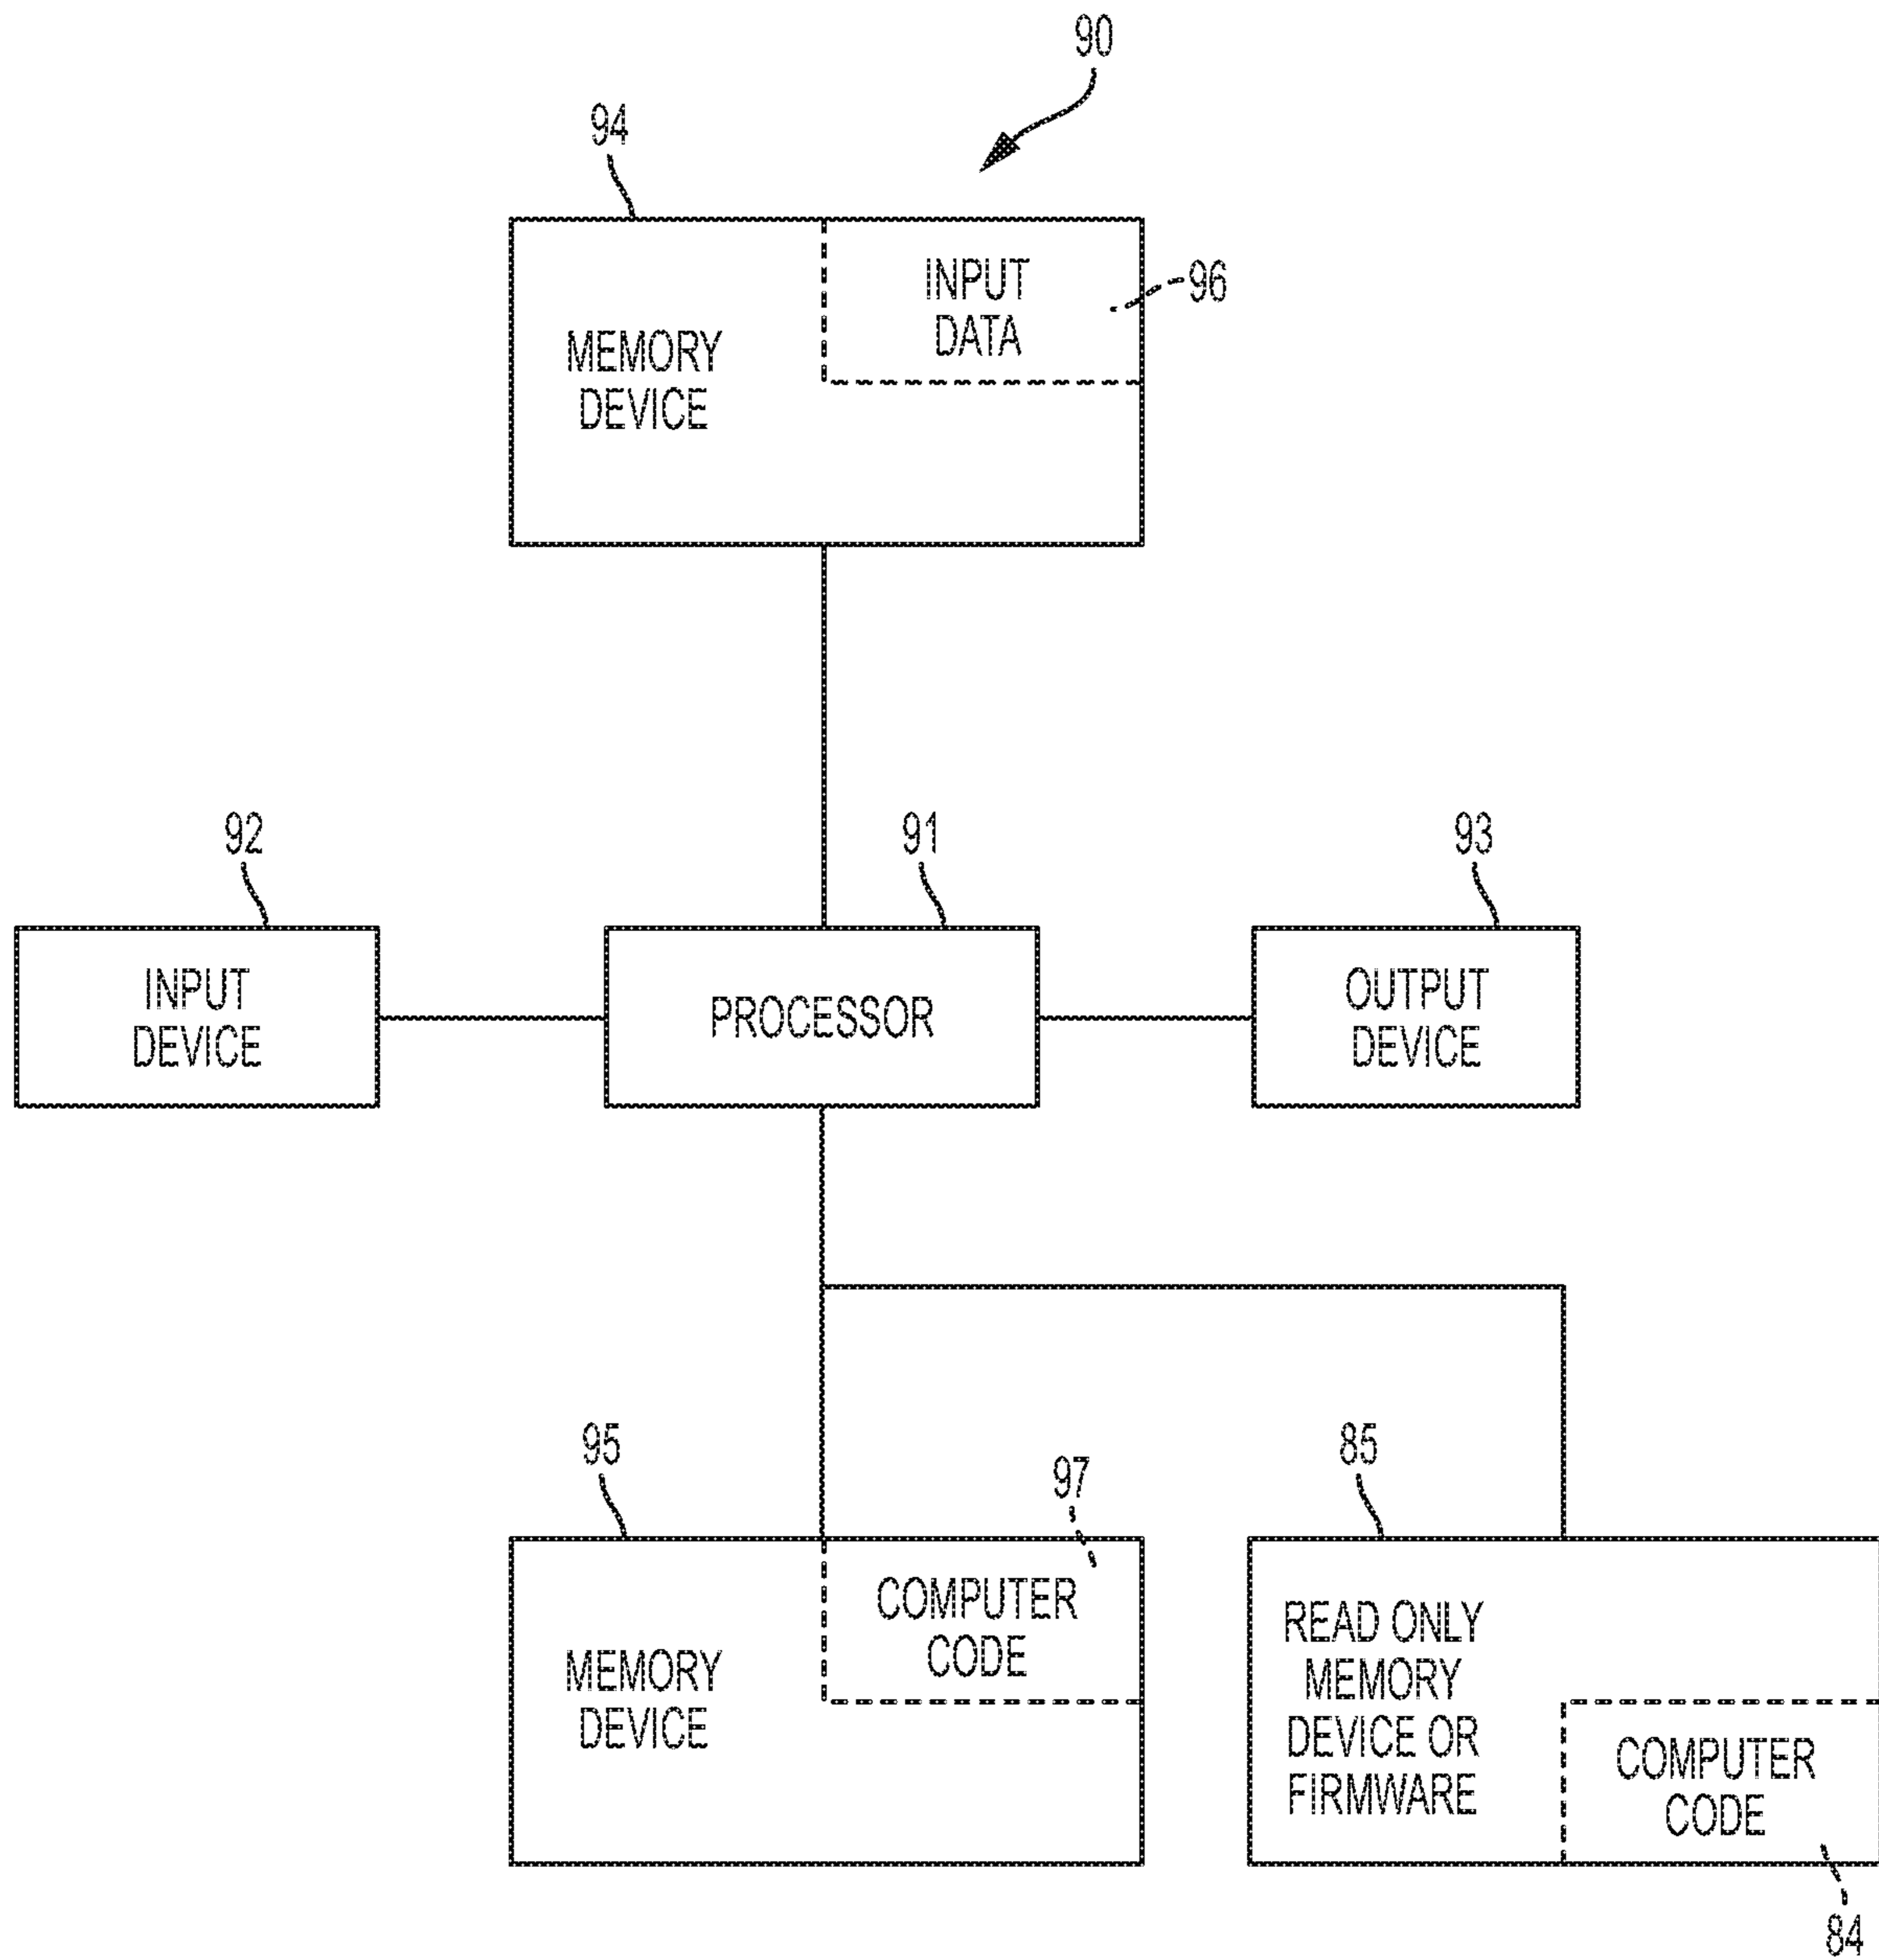 90
94
INPUT
DATA
96
MEMORY
DEVICE
92
91
93
INPUT
DEVICE
PROCESSOR
OUTPUT
DEVICE
95
97
85
COMPUTER
CODE
MEMORY
DEVICE
READ ONLY
MEMORY
DEVICE OR
FIRMWARE
COMPUTER
CODE
84